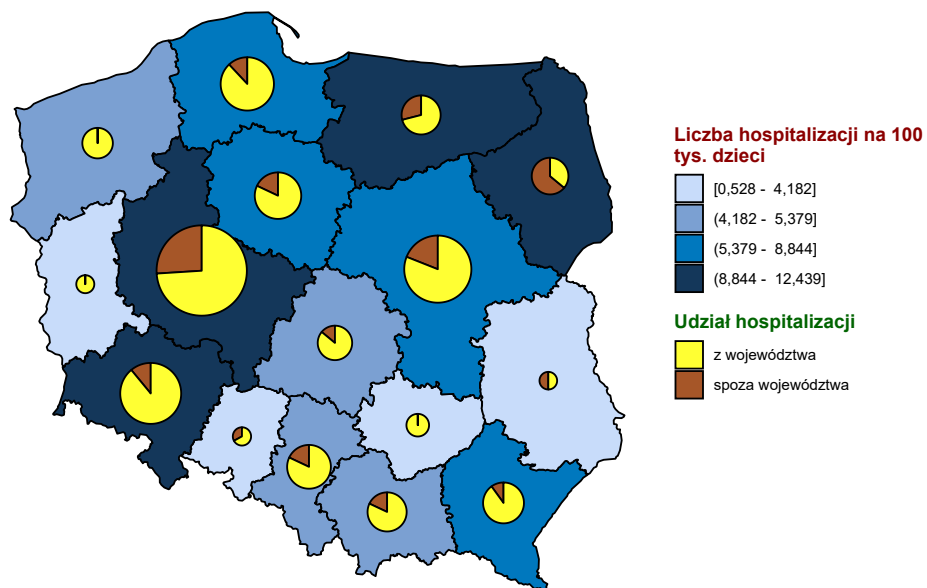 Liczba hospitalizacji na 100
tys. dzieci
[0,528 - 4,182]
(4,182 - 5,379]
(5,379 - 8,844]
(8,844 - 12,439]
Udział hospitalizacji
z województwa
spoza województwa